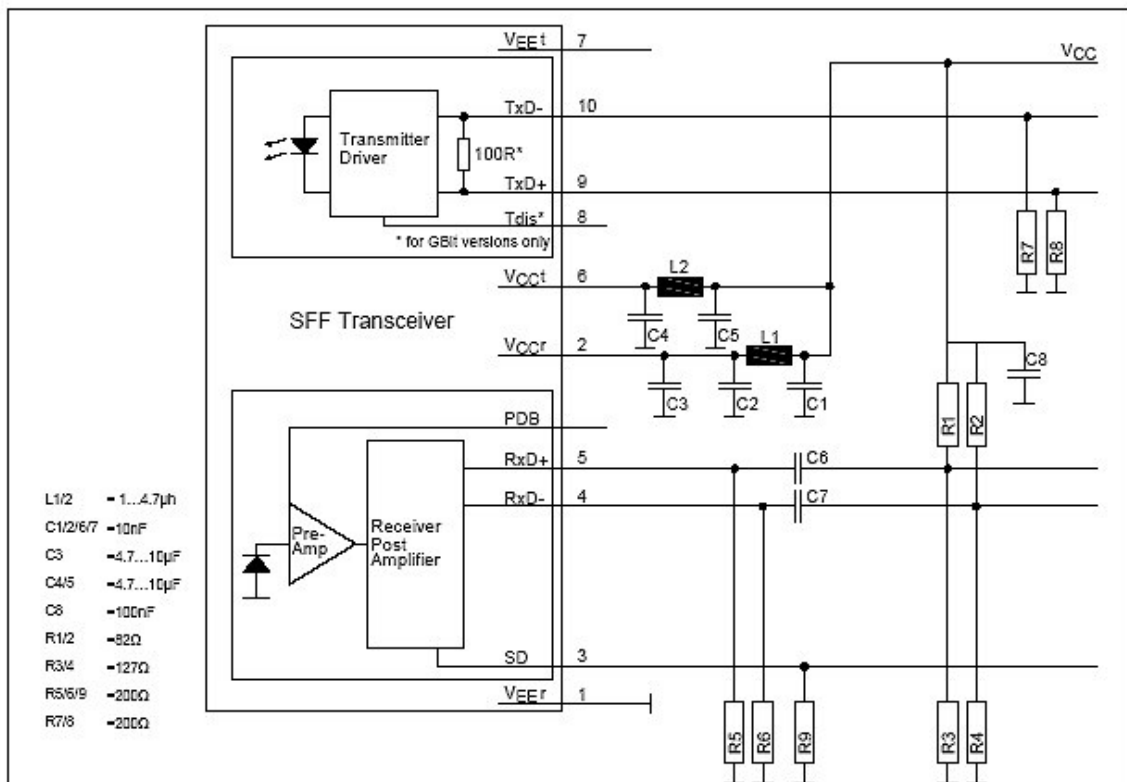 VEEt 7
VCC
TxD- 10
Transmitter
Driver
100R*
TxD+ 9
Tdis* 8
* for GBit versions only
R7
R8
VCCt 6
L2
SFF Transceiver
C4
C5
L1
VCCr 2
C3
C2
C1
C8
R1
R2
PDB
RxD+ 5
C6
RxD- 4
C7
Pre-
Amp
Receiver
Post
Amplifier
L1/2 = 1...4.7µh
C1/2/6/7 =10nF
C3 =4.7...10µF
C4/5 =4.7...10µF
C8 =100nF
R1/2 =82Ω
R3/4 =127Ω
R5/6/9 =200Ω
R7/8 =200Ω
SD 3
VEEr 1
R5
R6
R9
R3
R4